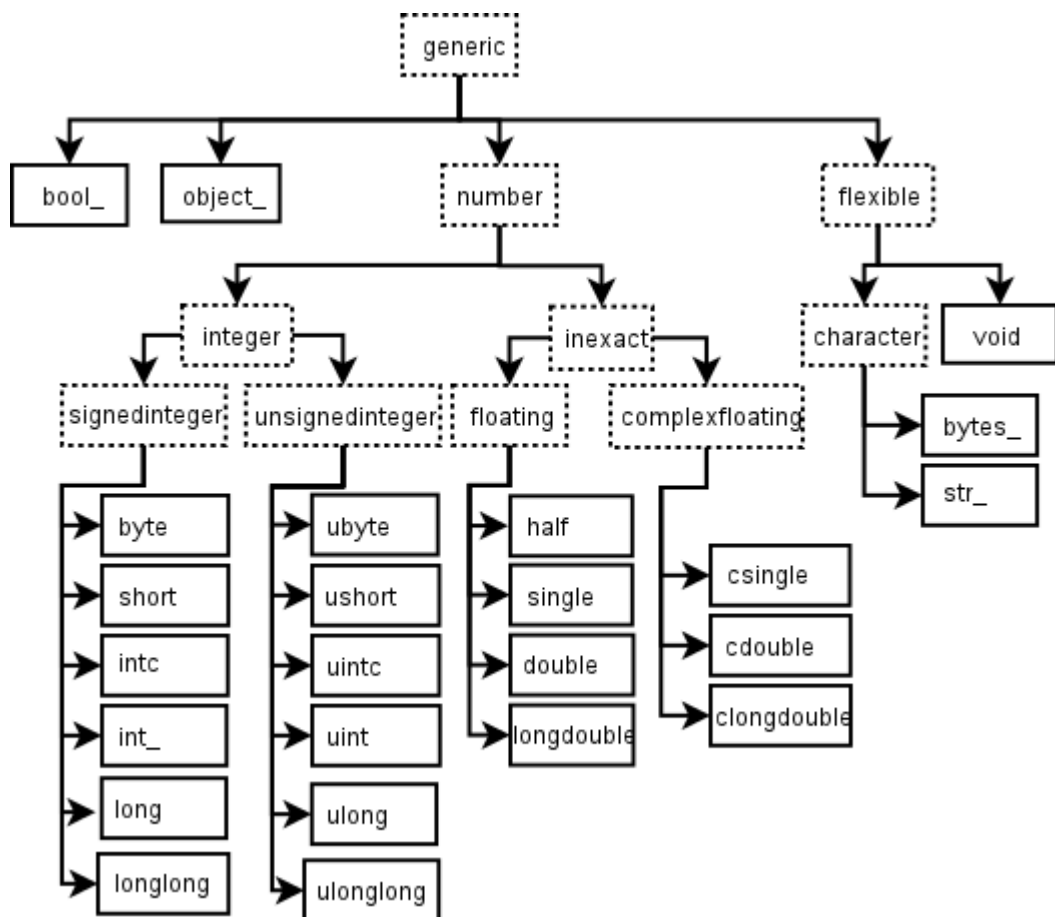 generic
bool_
object_
number
flexible
integer
inexact
character
void
signedinteger
unsignedinteger
floating
complexfloating
bytes_
str_
byte
ubyte
half
short
ushort
single
csingle
intc
uintc
double
cdouble
int_
uint
longdouble
clongdouble
long
ulong
longlong
ulonglong